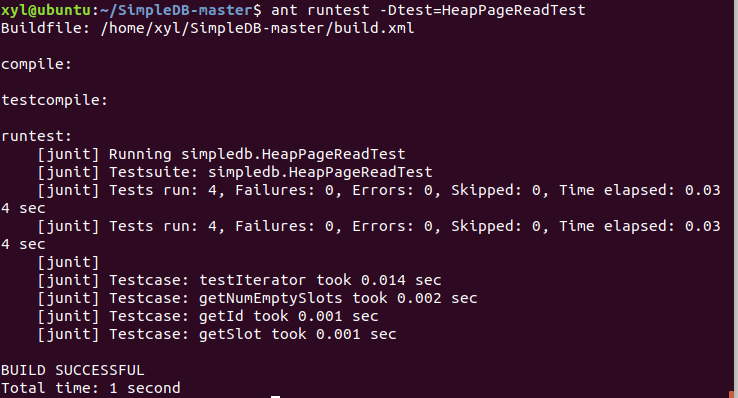 xyl@ubuntu:~/SimpleDB-master$ ant runtest -Dtest=HeapPageReadTest
Buildfile: /home/xyl/SimpleDB-master/build.xml

compile:

testcompile:

runtest:
    [junit] Running simpledb.HeapPageReadTest
    [junit] Testsuite: simpledb.HeapPageReadTest
    [junit] Tests run: 4, Failures: 0, Errors: 0, Skipped: 0, Time elapsed: 0.03
4 sec
    [junit] Tests run: 4, Failures: 0, Errors: 0, Skipped: 0, Time elapsed: 0.03
4 sec
    [junit]
    [junit] Testcase: testIterator took 0.014 sec
    [junit] Testcase: getNumEmptySlots took 0.002 sec
    [junit] Testcase: getId took 0.001 sec
    [junit] Testcase: getSlot took 0.001 sec

BUILD SUCCESSFUL
Total time: 1 second